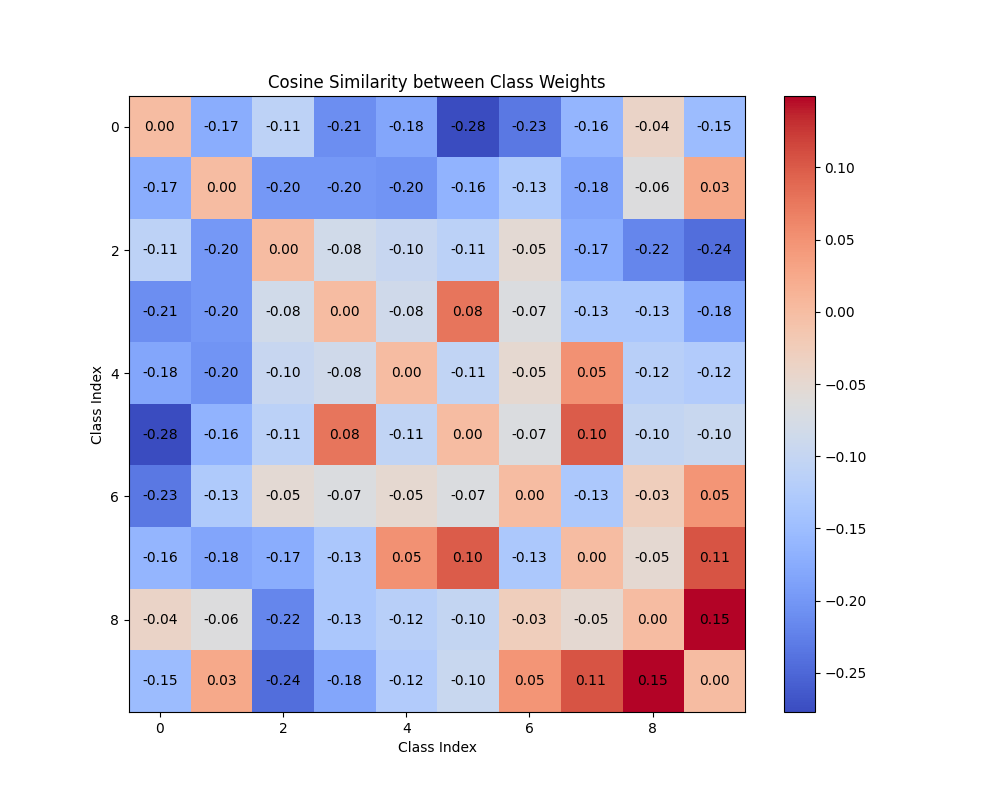 Cosine Similarity between Class Weights
0 0.00 -0.17 -0.11 -0.21 -0.18 -0.28 -0.23 -0.16 -0.04 -0.15
-0.17 0.00 -0.20 -0.20 -0.20 -0.16 -0.13 -0.18 -0.06 0.03
2 -0.11 -0.20 0.00 -0.08 -0.10 -0.11 -0.05 -0.17 -0.22 -0.24
-0.21 -0.20 -0.08 0.00 -0.08 0.08 -0.07 -0.13 -0.13 -0.18
4 -0.18 -0.20 -0.10 -0.08 0.00 -0.11 -0.05 0.05 -0.12 -0.12
-0.28 -0.16 -0.11 0.08 -0.11 0.00 -0.07 0.10 -0.10 -0.10
6 -0.23 -0.13 -0.05 -0.07 -0.05 -0.07 0.00 -0.13 -0.03 0.05
-0.16 -0.18 -0.17 -0.13 0.05 0.10 -0.13 0.00 -0.05 0.11
8 -0.04 -0.06 -0.22 -0.13 -0.12 -0.10 -0.03 -0.05 0.00 0.15
-0.15 0.03 -0.24 -0.18 -0.12 -0.10 0.05 0.11 0.15 0.00
0 2 4 6 8
Class Index
Class Index
0.10
0.05
0.00
−0.05
−0.10
−0.15
−0.20
−0.25